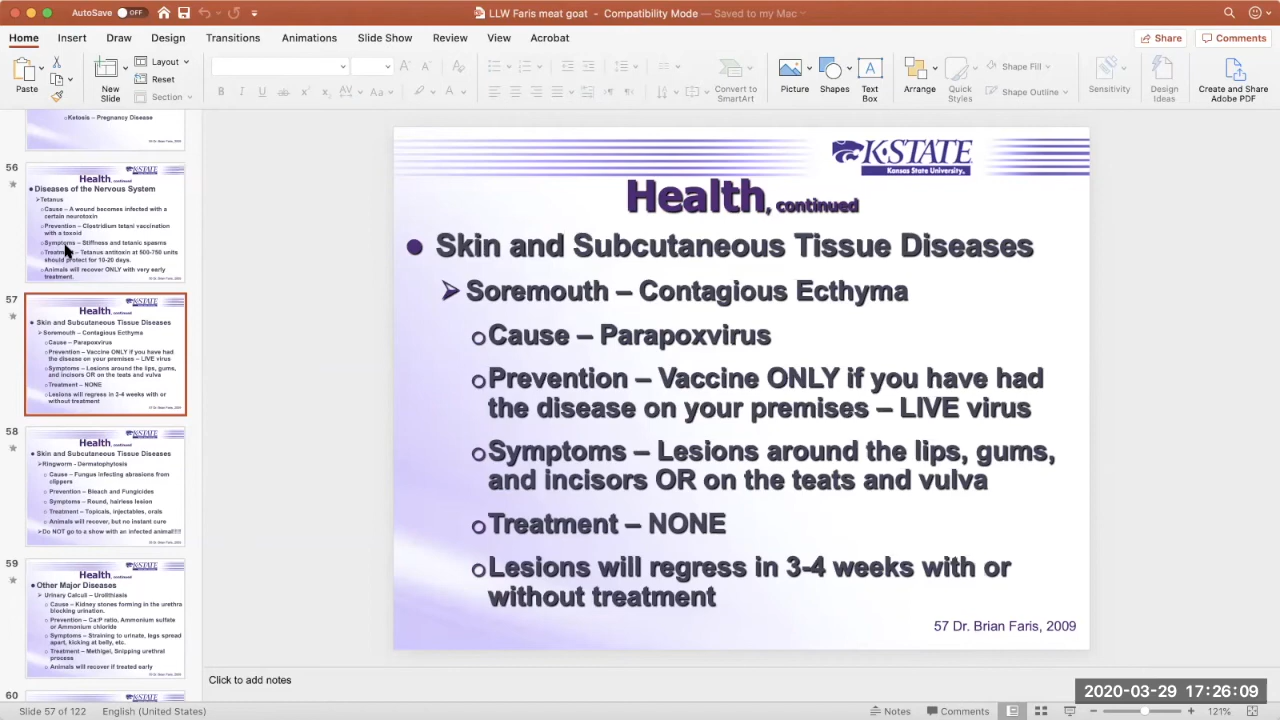 AutoSave OFF
LLW Faris meat goat - Compatibility Mode — Saved to my Mac
Home Insert Draw Design Transitions Animations Slide Show Review View Acrobat Share Comments
Paste
New Slide
Layout
Reset
Section
Convert to SmartArt
Picture
Shapes
Text Box
Arrange
Quick Styles
Shape Fill
Shape Outline
Sensitivity
Design Ideas
Create and Share Adobe PDF
Ketosis – Pregnancy Disease
56
K-STATE
Health, continued
Diseases of the Nervous System
Tetanus
Cause – A wound becomes infected with a
certain neurotoxin
Prevention – Clostridium tetani vaccination
with a toxoid
Symptoms – Stiffness and tetanic spasms
Treatment – Tetanus antitoxin at 500-750 units
should protect for 10-20 days.
Animals will recover ONLY with very early
treatment.
57
K-STATE
Health, continued
Skin and Subcutaneous Tissue Diseases
Soremouth – Contagious Ecthyma
Cause – Parapoxvirus
Prevention – Vaccine ONLY if you have had
the disease on your premises – LIVE virus
Symptoms – Lesions around the lips, gums,
and incisors OR on the teats and vulva
Treatment – NONE
Lesions will regress in 3-4 weeks with or
without treatment
57 Dr. Brian Faris, 2009
58
K-STATE
Health, continued
Skin and Subcutaneous Tissue Diseases
Ringworm - Dermatophytosis
Cause – Fungus infecting abrasions from
clippers
Prevention – Bleach and Fungicides
Symptoms – Round, hairless lesion
Treatment – Topicals, injectables, orals
Animals will recover, but no instant cure
Do NOT go to a show with an infected animal!!!!
59
K-STATE
Health, continued
Other Major Diseases
Urinary Calculi – Urolithiasis
Cause – Kidney stones forming in the urethra
blocking urination.
Prevention – Ca:P ratio, Ammonium sulfate
or Ammonium chloride
Symptoms – Straining to urinate, legs spread
apart, kicking at belly, etc.
Treatment – Methigel, Snipping urethral
process
Animals will recover if treated early
60
K-STATE
K-STATE
Kansas State University
Health, continued
Skin and Subcutaneous Tissue Diseases
Soremouth – Contagious Ecthyma
Cause – Parapoxvirus
Prevention – Vaccine ONLY if you have had
the disease on your premises – LIVE virus
Symptoms – Lesions around the lips, gums,
and incisors OR on the teats and vulva
Treatment – NONE
Lesions will regress in 3-4 weeks with or
without treatment
57 Dr. Brian Faris, 2009
Click to add notes
2020-03-29 17:26:09
Slide 57 of 122 English (United States) Notes Comments 121%